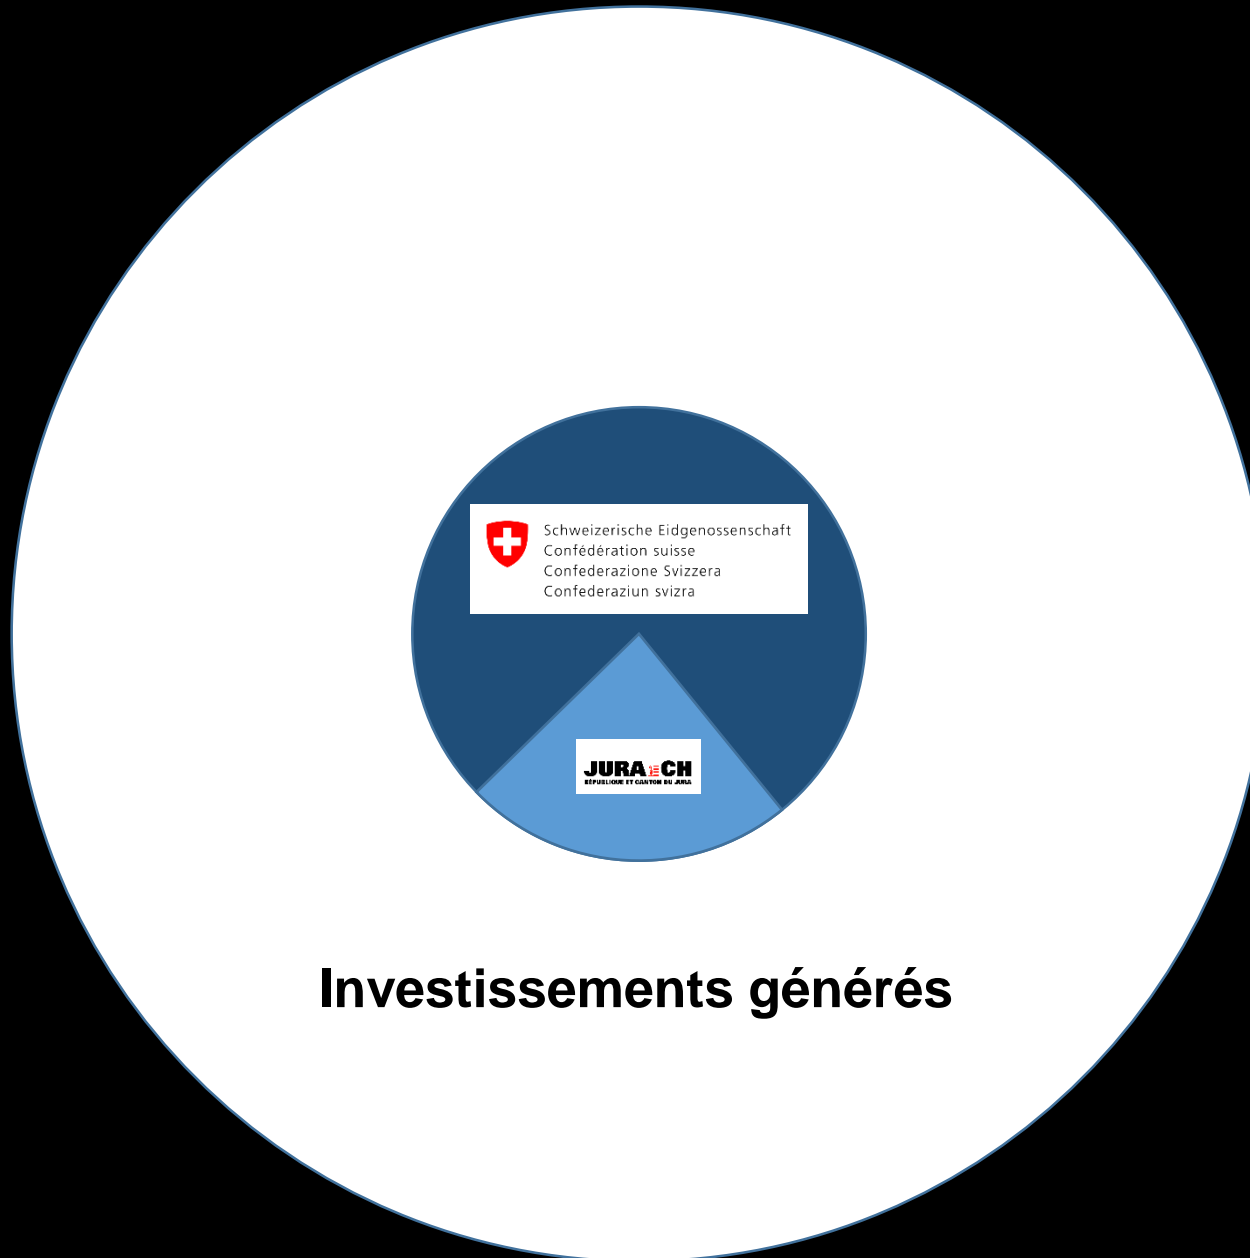 Schweizerische Eidgenossenschaft
Confédération suisse
Confederazione Svizzera
Confederaziun svizra
JURA CH
RÉPUBLIQUE ET CANTON DU JURA
Investissements générés